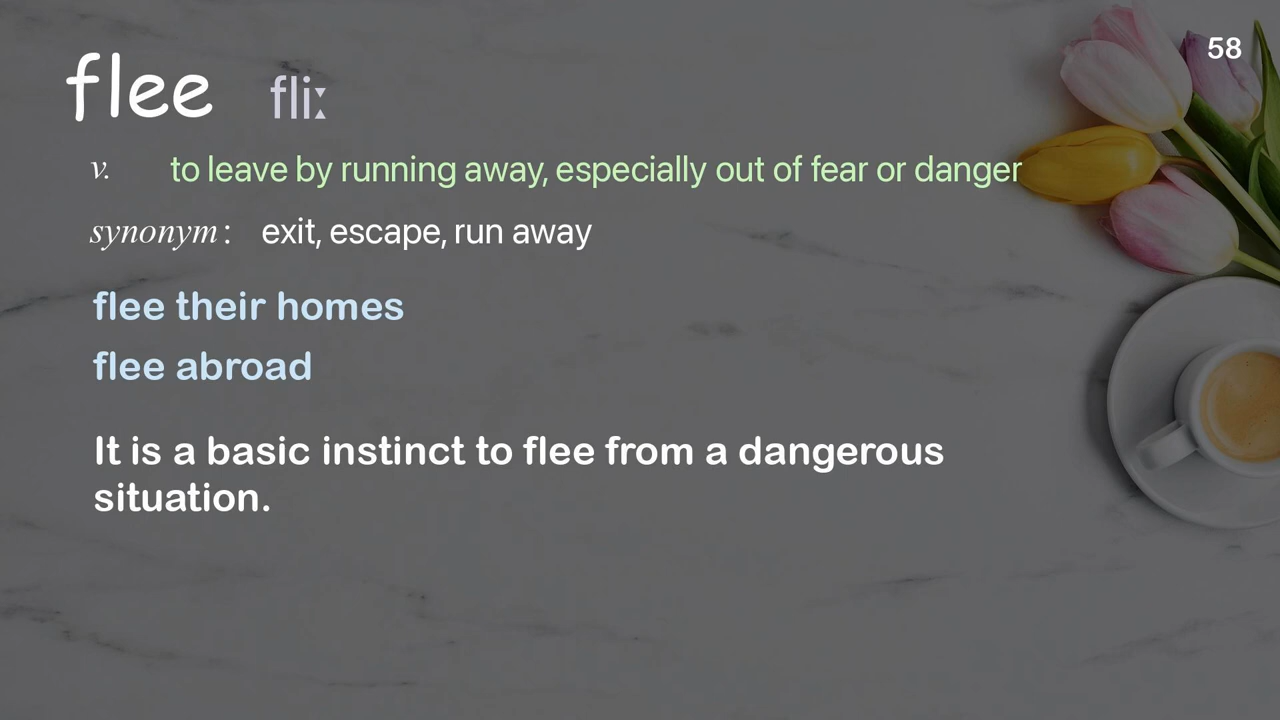 58
flee fliː
v. to leave by running away, especially out of fear or danger
synonym: exit, escape, run away
flee their homes
flee abroad
It is a basic instinct to flee from a dangerous
situation.